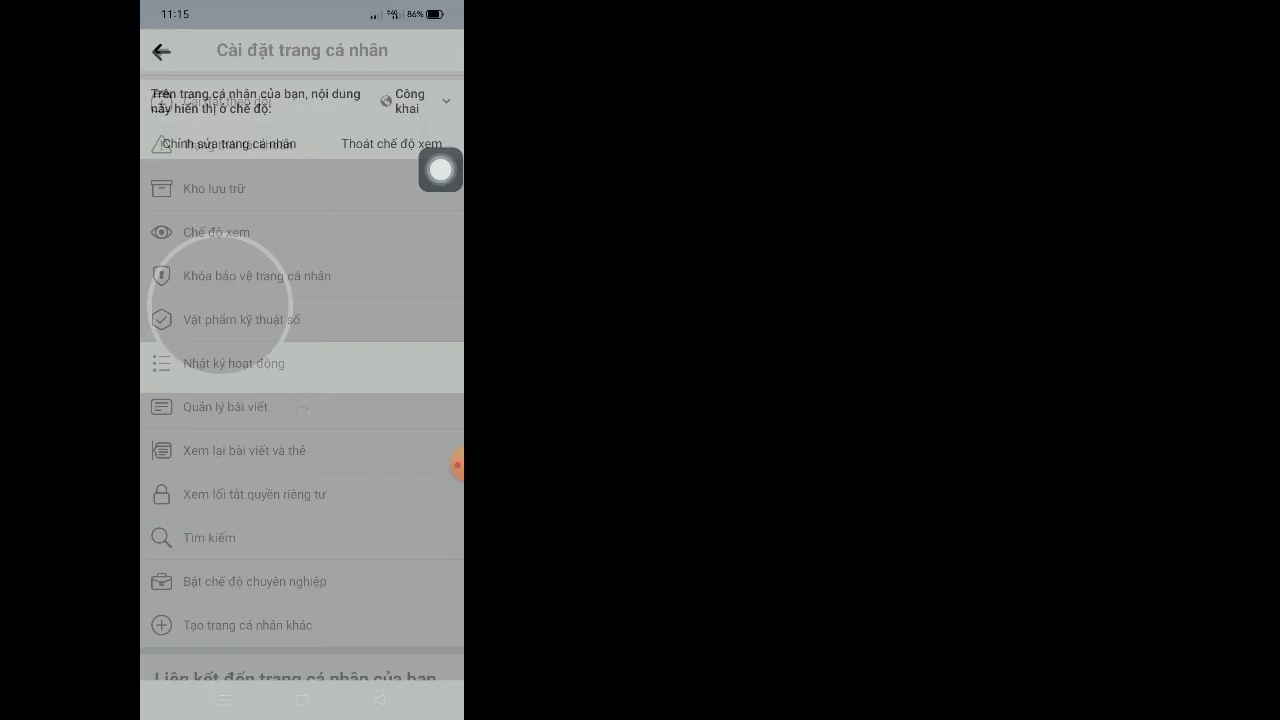 11:15
86%
Cài đặt trang cá nhân
Trên trang cá nhân của bạn, nội dung
này hiển thị ở chế độ:
Công
khai
Cài đặt theo dõi
Chỉnh sửa trang cá nhân
Thoát chế độ xem
Kho lưu trữ
Chế độ xem
Khóa bảo vệ trang cá nhân
Vật phẩm kỹ thuật số
Nhật ký hoạt động
Quản lý bài viết
Xem lại bài viết và thẻ
Xem lối tắt quyền riêng tư
Tìm kiếm
Bật chế độ chuyên nghiệp
Tạo trang cá nhân khác
Liên kết đến trang cá nhân của bạn